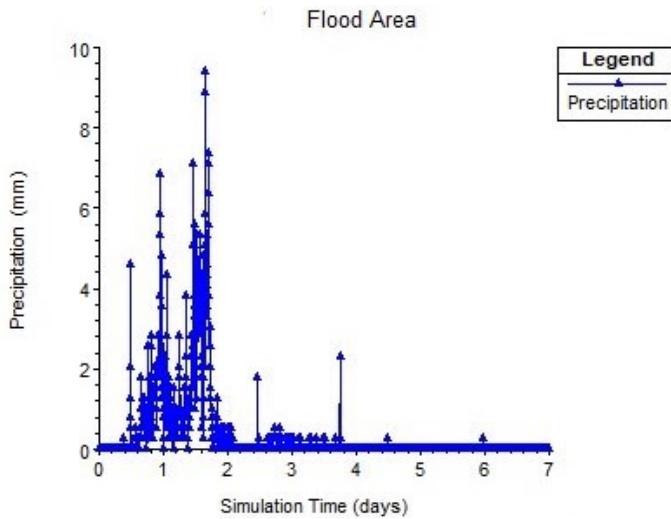 Flood Area
Legend
Precipitation
Precipitation (mm)
10
8
6
4
2
0
0 1 2 3 4 5 6 7
Simulation Time (days)